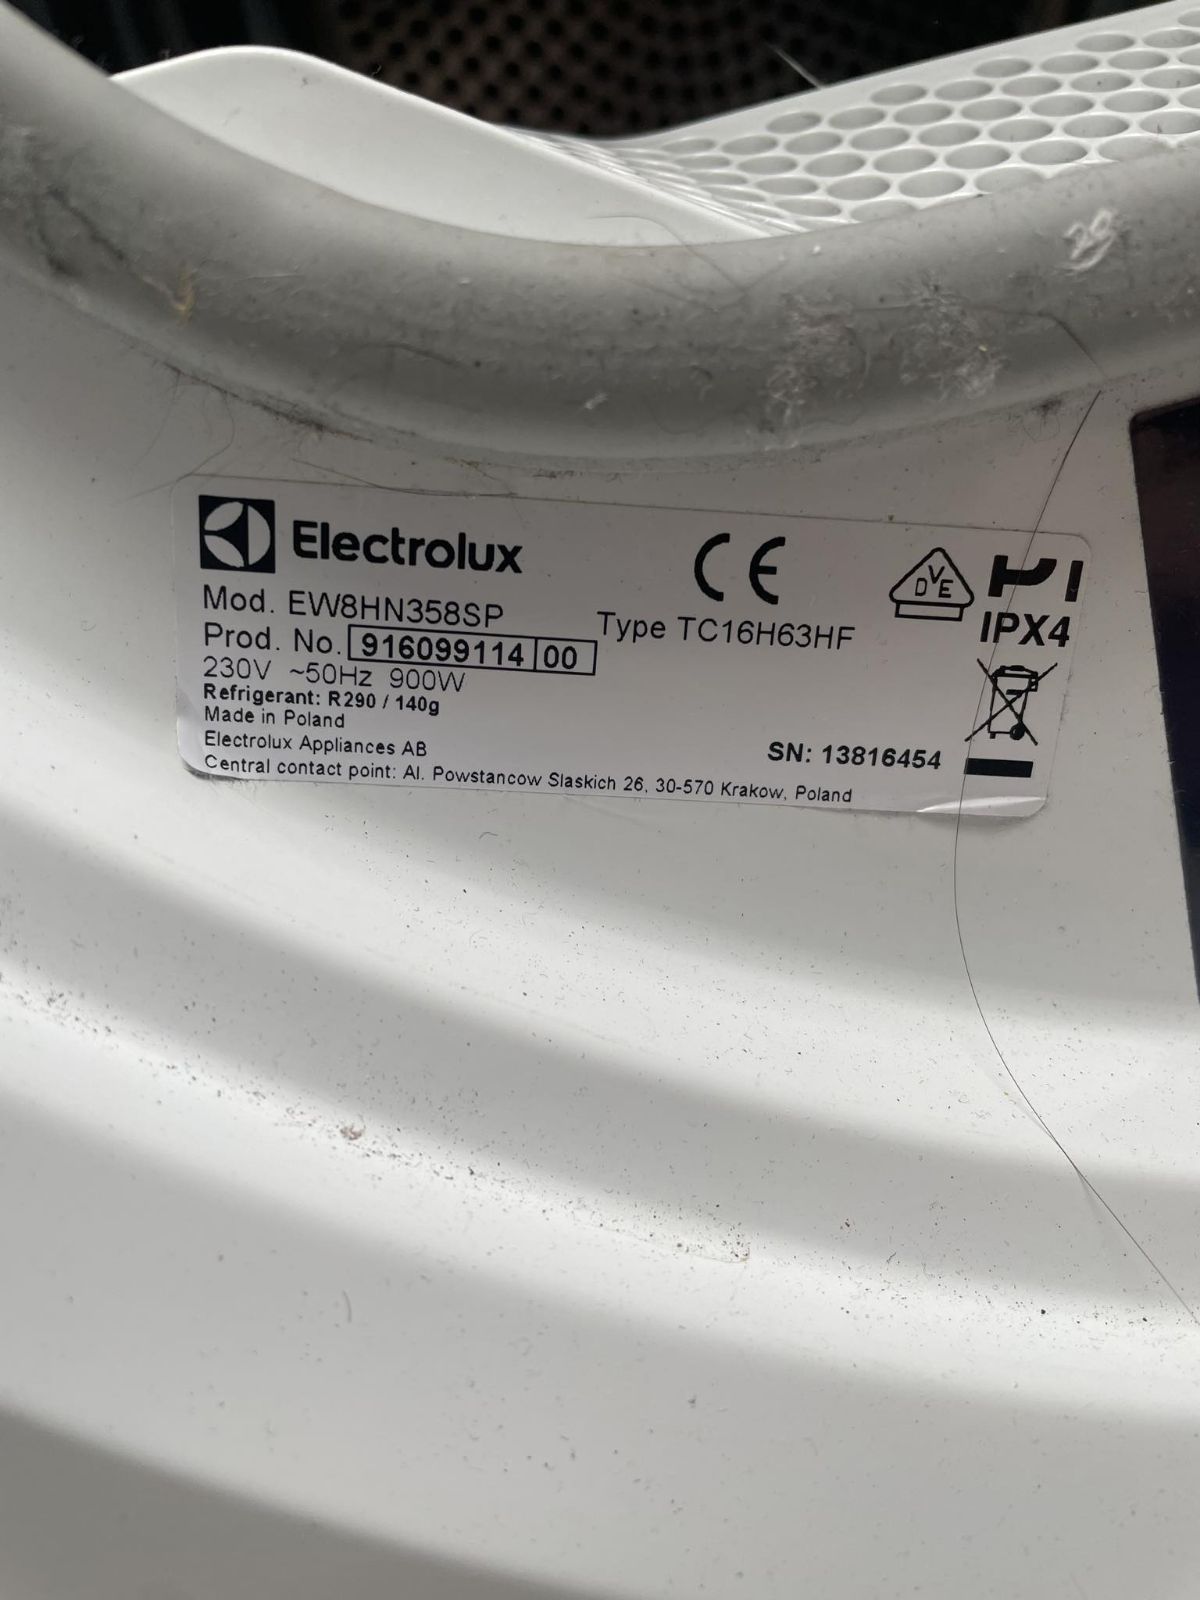 Electrolux
CE
DVE
Mod. EW8HN358SP
Type TC16H63HF
IPX4
Prod. No. 916099114 00
230V ~50Hz 900W
Refrigerant: R290 / 140g
Made in Poland
Electrolux Appliances AB
SN: 13816454
Central contact point: Al. Powstancow Slaskich 26, 30-570 Krakow, Poland